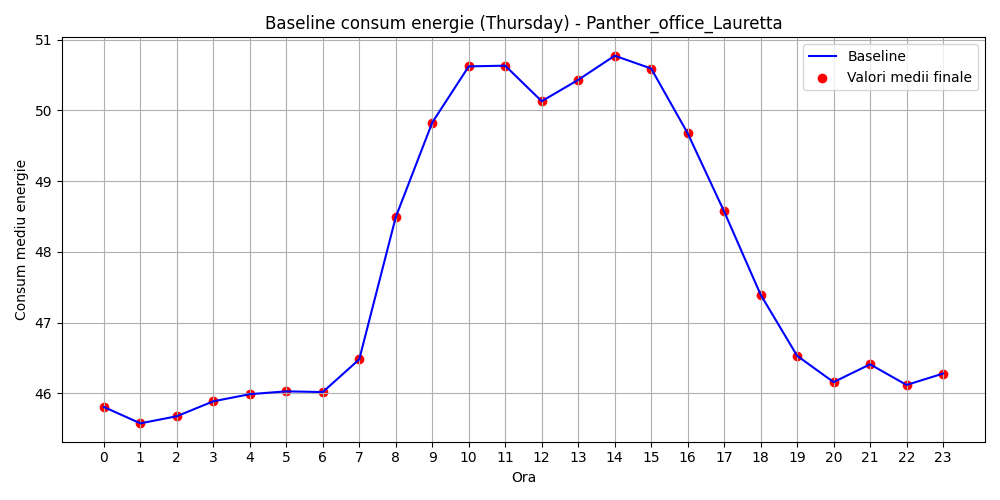 Baseline consum energie (Thursday) - Panther_office_Lauretta
51
50
49
48
47
46
Consum mediu energie
Baseline
Valori medii finale
0 1 2 3 4 5 6 7 8 9 10 11 12 13 14 15 16 17 18 19 20 21 22 23
Ora